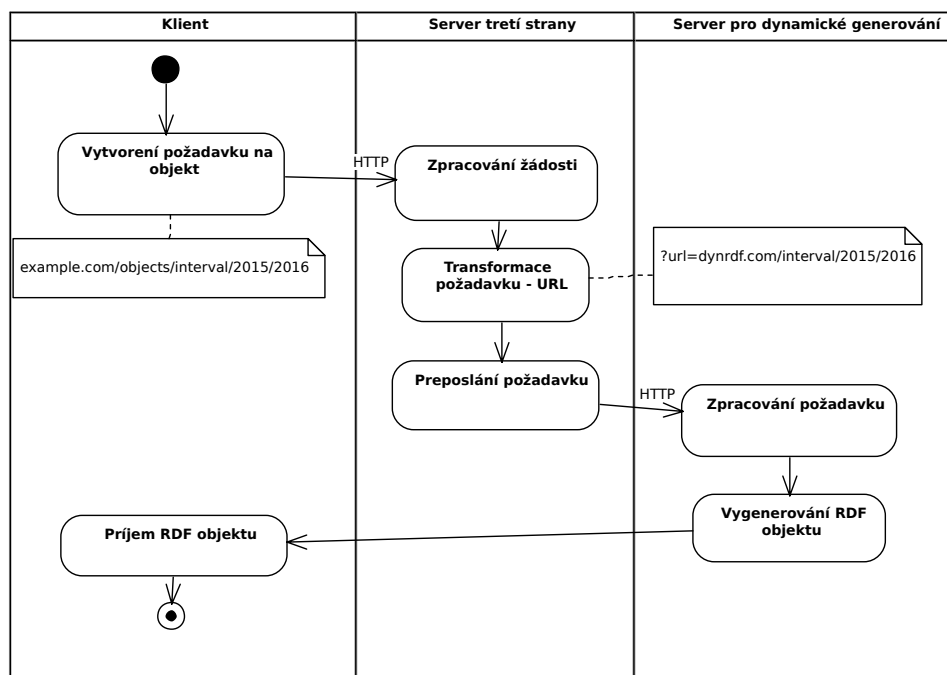 Klient
Server tretí strany
Server pro dynamické generování
Vytvorení požadavku na
objekt
HTTP
Zpracování žádosti
example.com/objects/interval/2015/2016
Transformace
požadavku - URL
?url=dynrdf.com/interval/2015/2016
Preposlání požadavku
HTTP
Zpracování požadavku
Vygenerování RDF
objektu
Príjem RDF objektu